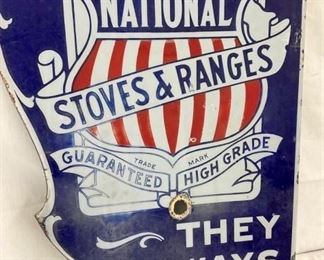 NATIONAL
STOVES & RANGES
TRADE MARK
GUARANTEED HIGH GRADE
THEY